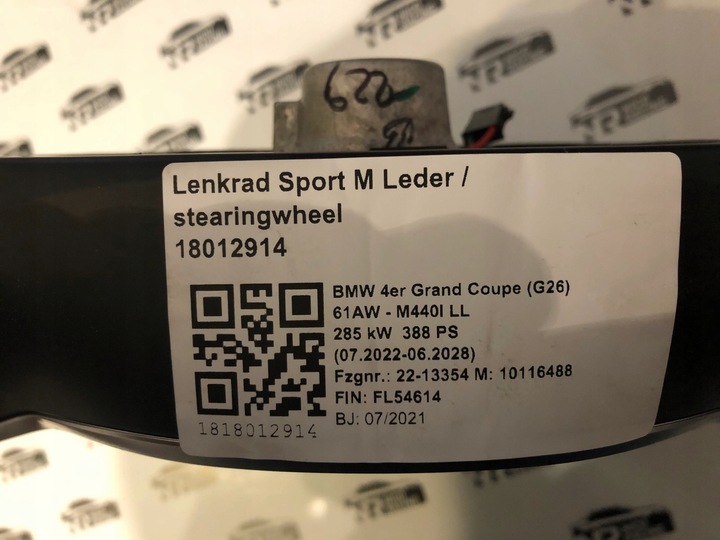 622
Lenkrad Sport M Leder /
stearingwheel
18012914
BMW 4er Grand Coupe (G26)
61AW - M440I LL
285 kW 388 PS
(07.2022-06.2028)
Fzgnr.: 22-13354 M: 10116488
FIN: FL54614
BJ: 07/2021
1818012914